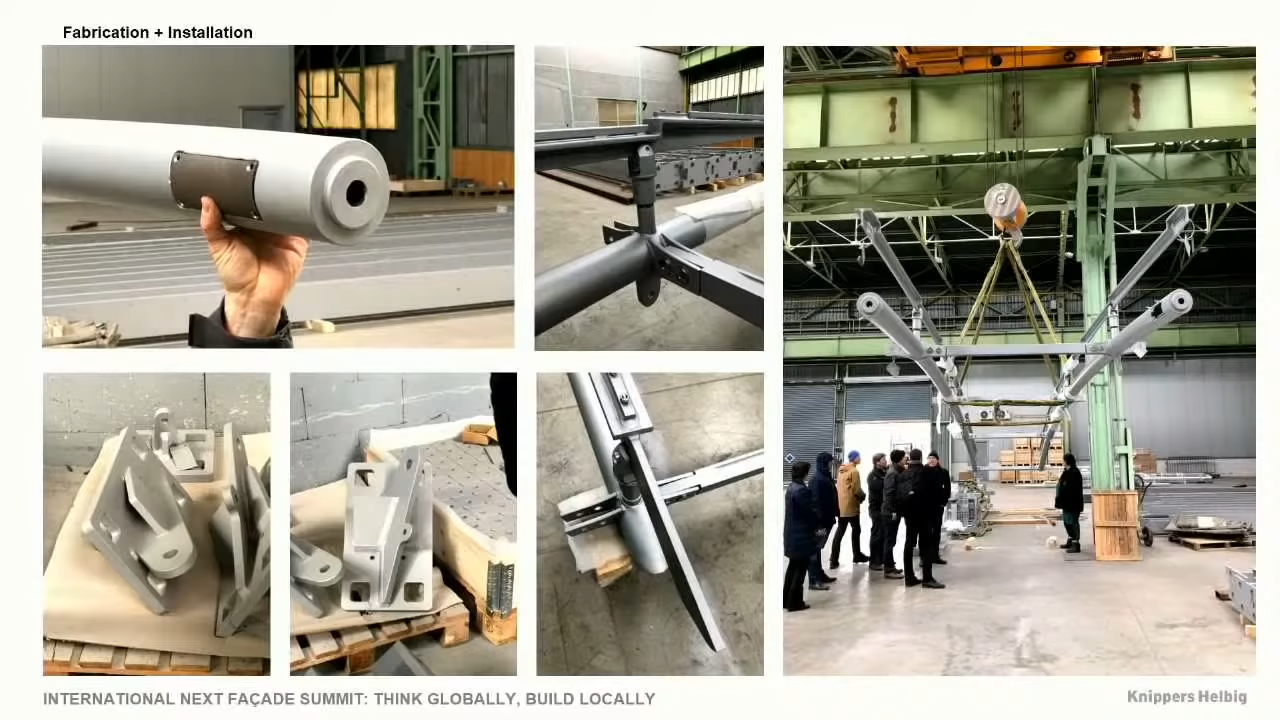 Fabrication + Installation
INTERNATIONAL NEXT FAÇADE SUMMIT: THINK GLOBALLY, BUILD LOCALLY
Knippers Helbig